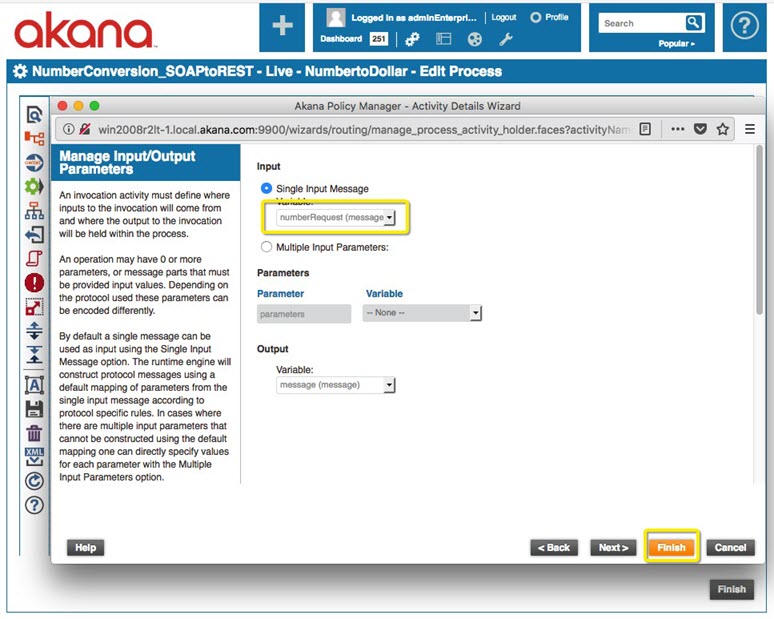 akana
Logged in as adminEnterpri... Logout Profile
Dashboard 251
Search
Popular
NumberConversion_SOAPtoREST - Live - NumbertoDollar - Edit Process
Akana Policy Manager - Activity Details Wizard
win2008r2lt-1.local.akana.com:9900/wizards/routing/manage_process_activity_holder.faces?activityNam
Manage Input/Output
Parameters
An invocation activity must define where
inputs to the invocation will come from
and where the output to the invocation
will be held within the process.
An operation may have 0 or more
parameters, or message parts that must
be provided input values. Depending on
the protocol used these parameters can
be encoded differently.
By default a single message can be
used as input using the Single Input
Message option. The runtime engine will
construct protocol messages using a
default mapping of parameters from the
single input message according to
protocol specific rules. In cases where
there are multiple input parameters that
cannot be constructed using the default
mapping one can directly specify values
for each parameter with the Multiple
Input Parameters option.
Input
Single Input Message
Variable:
numberRequest (message
Multiple Input Parameters:
Parameters
Parameter Variable
parameters -- None --
Output
Variable:
message (message)
XML
Help < Back Next > Finish Cancel
Finish